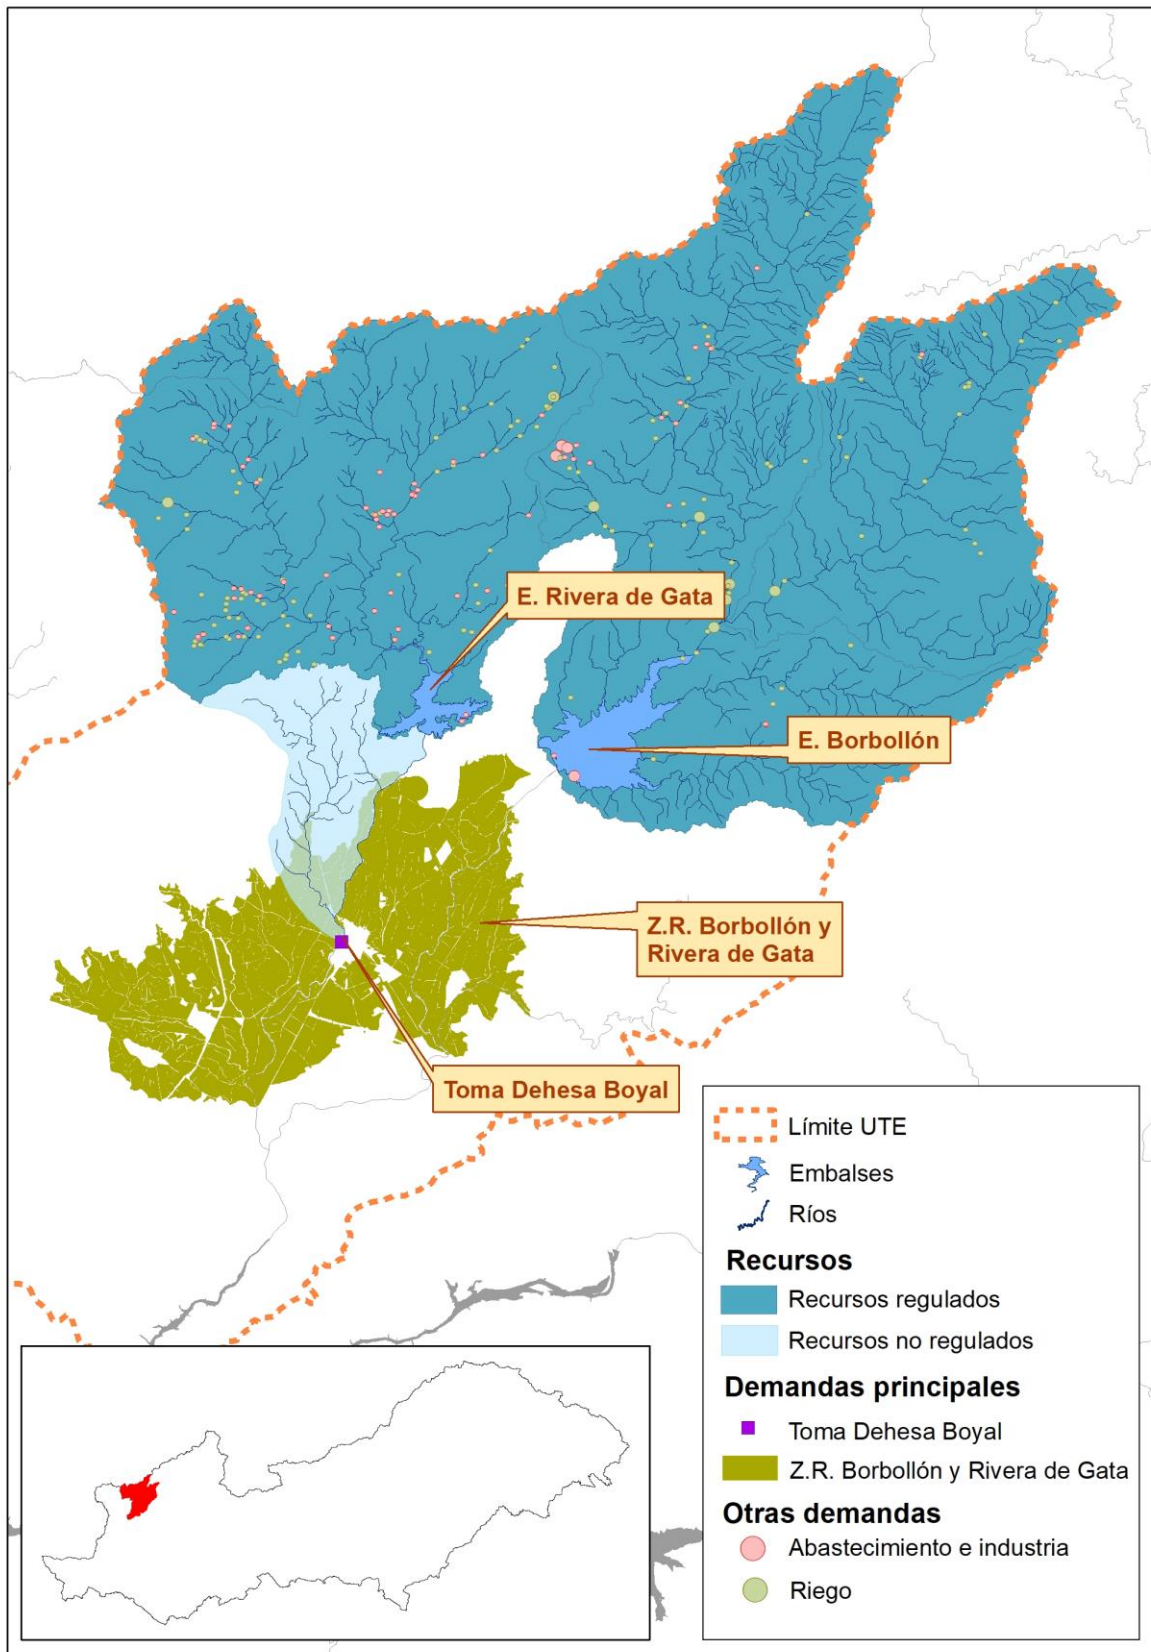 E. Rivera de Gata
E. Borbollón
Z.R. Borbollón y
Rivera de Gata
Toma Dehesa Boyal
Límite UTE
Embalses
Ríos
Recursos
Recursos regulados
Recursos no regulados
Demandas principales
Toma Dehesa Boyal
Z.R. Borbollón y Rivera de Gata
Otras demandas
Abastecimiento e industria
Riego